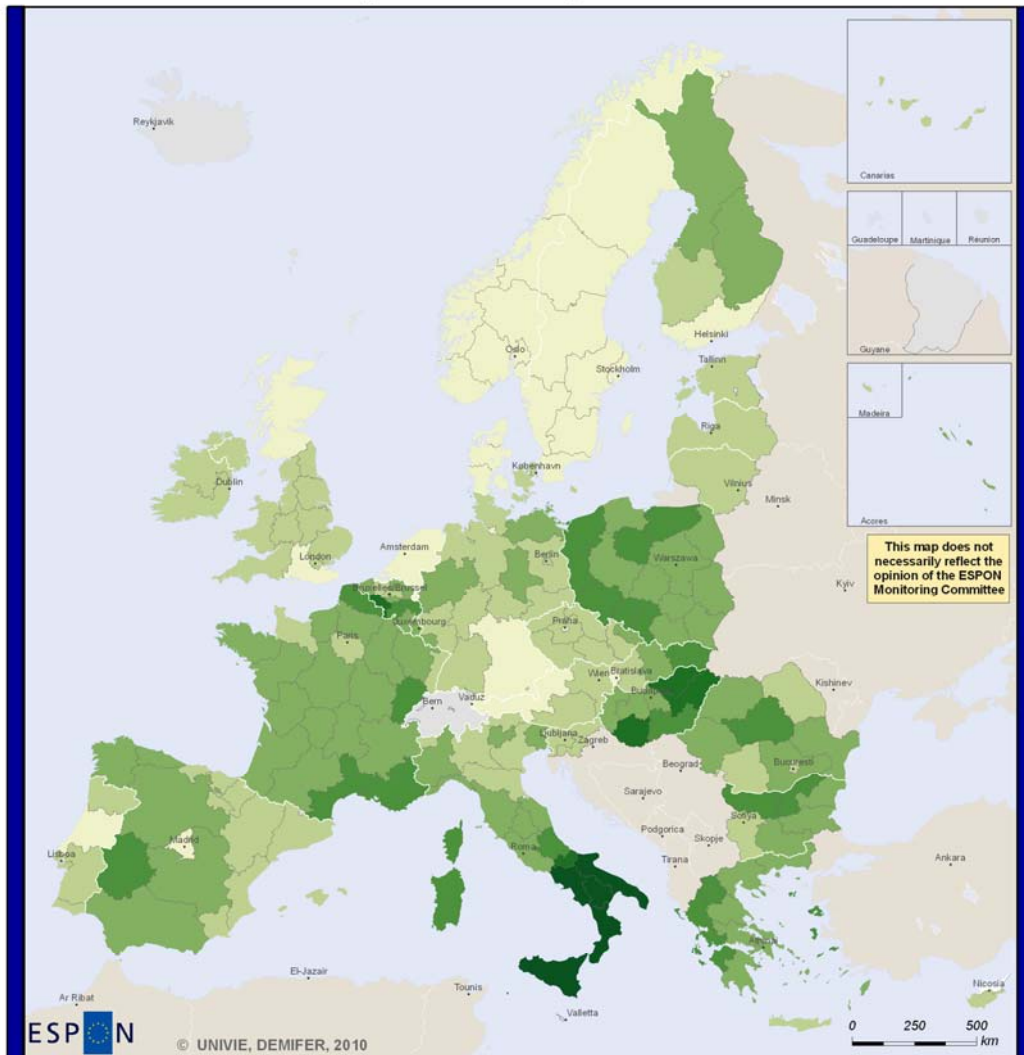 Reykjavík
Canarias
Guadeloupe
Martinique
Réunion
Guyane
Madeira
Acores
This map does not
necessarily reflect the
opinion of the ESPON
Monitoring Committee
Helsinki
Oslo
Tallinn
Stockholm
Riga
København
Dublin
Vilnius
Minsk
London
Amsterdam
Berlin
Warszawa
Kyiv
Bruxelles/Brussel
Luxembourg
Praha
Paris
Wien
Bratislava
Kishinev
Bern
Vaduz
Ljubljana
Zagreb
Beograd
Bucuresti
Sarajevo
Sofiya
Podgorica
Skopje
Tirana
Madrid
Lisboa
Roma
Ankara
El-Jazair
Tounis
Ar Ribat
Valletta
Nicosia
ESPON
© UNIVIE, DEMIFER, 2010
0 250 500
km